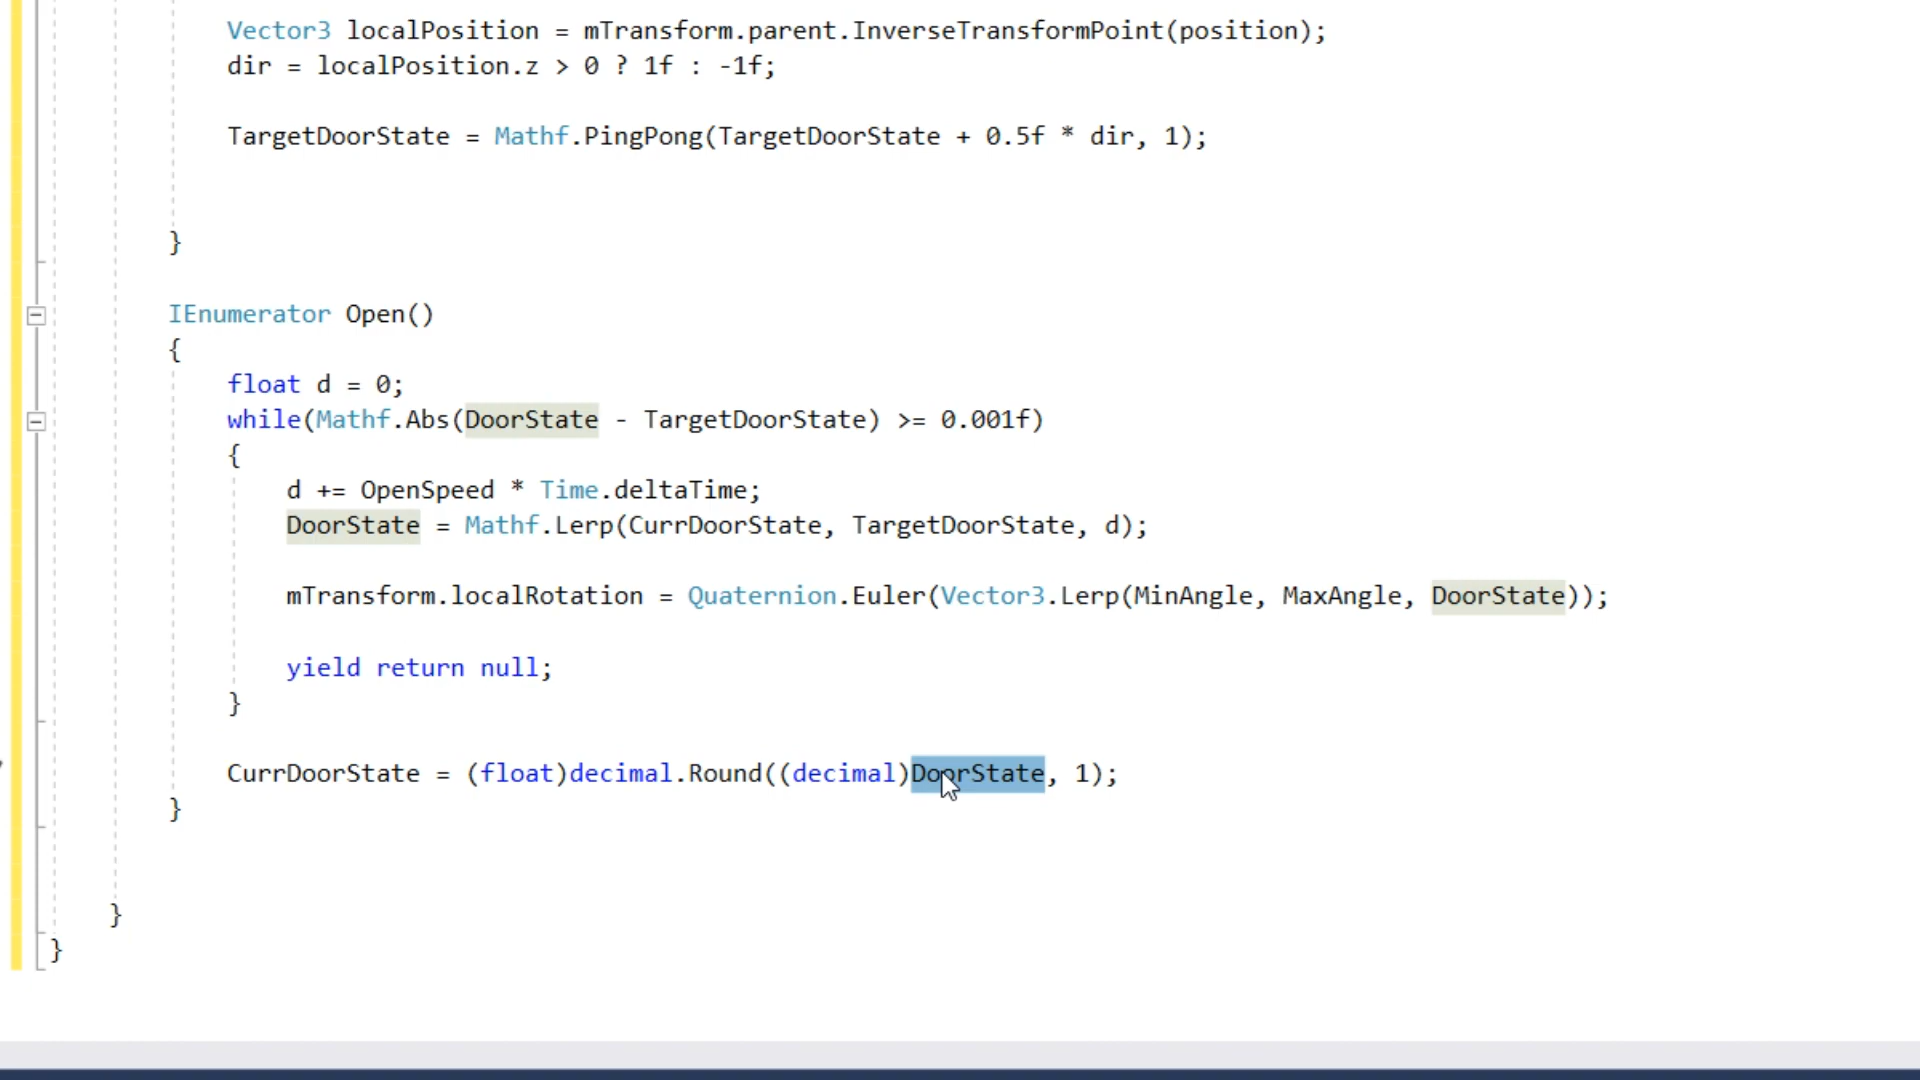 Vector3 localPosition = mTransform.parent.InverseTransformPoint(position);
dir = localPosition.z > 0 ? 1f : -1f;
TargetDoorState = Mathf.PingPong(TargetDoorState + 0.5f * dir, 1);
}
IEnumerator Open()
{
float d = 0;
while(Mathf.Abs(DoorState - TargetDoorState) >= 0.001f)
{
d += OpenSpeed * Time.deltaTime;
DoorState = Mathf.Lerp(CurrDoorState, TargetDoorState, d);
mTransform.localRotation = Quaternion.Euler(Vector3.Lerp(MinAngle, MaxAngle, DoorState));
yield return null;
}
CurrDoorState = (float)decimal.Round((decimal)DoorState, 1);
}
}
}